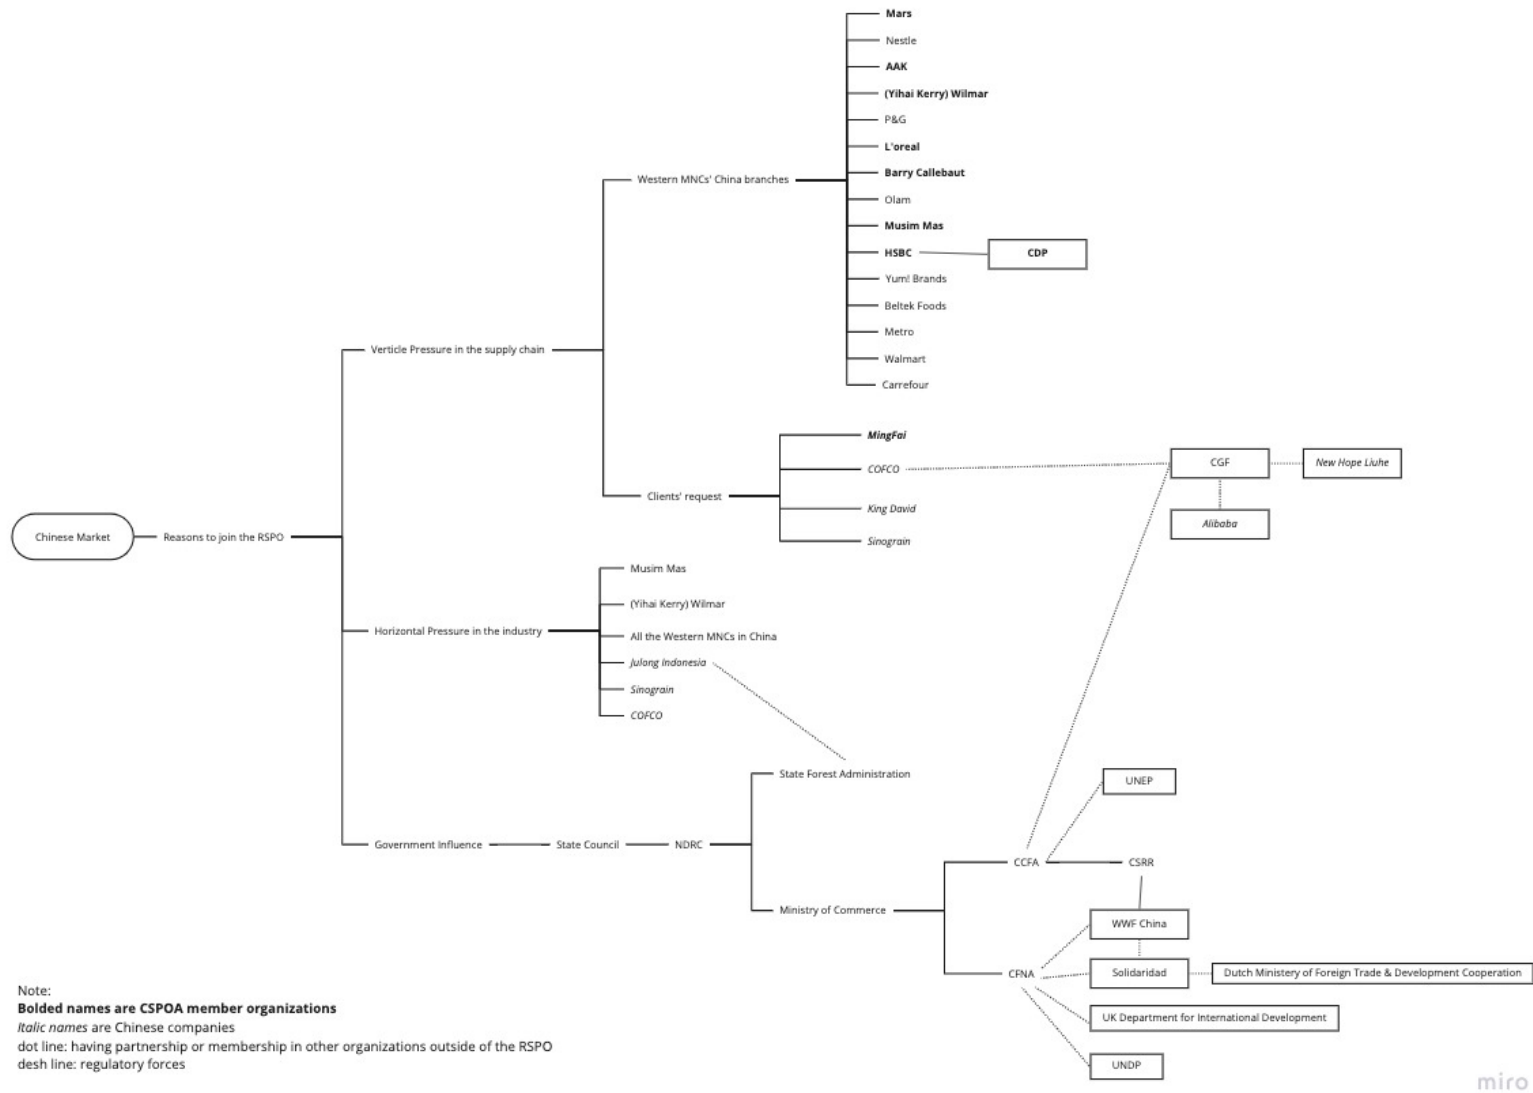 Mars
Nestle
AAK
(Yihai Kerry) Wilmar
P&G
L'oreal
Barry Callebaut
Olam
Musim Mas
HSBC
CDP
Yum! Brands
Beltek Foods
Metro
Walmart
Carrefour
Western MNCs' China branches
Verticle Pressure in the supply chain
MingFai
COFCO
King David
Sinograin
Clients' request
CGF
New Hope Liuhe
Alibaba
Chinese Market
Reasons to join the RSPO
Musim Mas
(Yihai Kerry) Wilmar
All the Western MNCs in China
Julong Indonesia
Sinograin
COFCO
Horizontal Pressure in the industry
State Forest Administration
Government Influence
State Council
NDRC
Ministry of Commerce
UNEP
CCFA
CSRR
WWF China
CFNA
Solidaridad
Dutch Ministery of Foreign Trade & Development Cooperation
UK Department for International Development
UNDP
Note:
Bolded names are CSPOA member organizations
Italic names are Chinese companies
dot line: having partnership or membership in other organizations outside of the RSPO
desh line: regulatory forces
miro